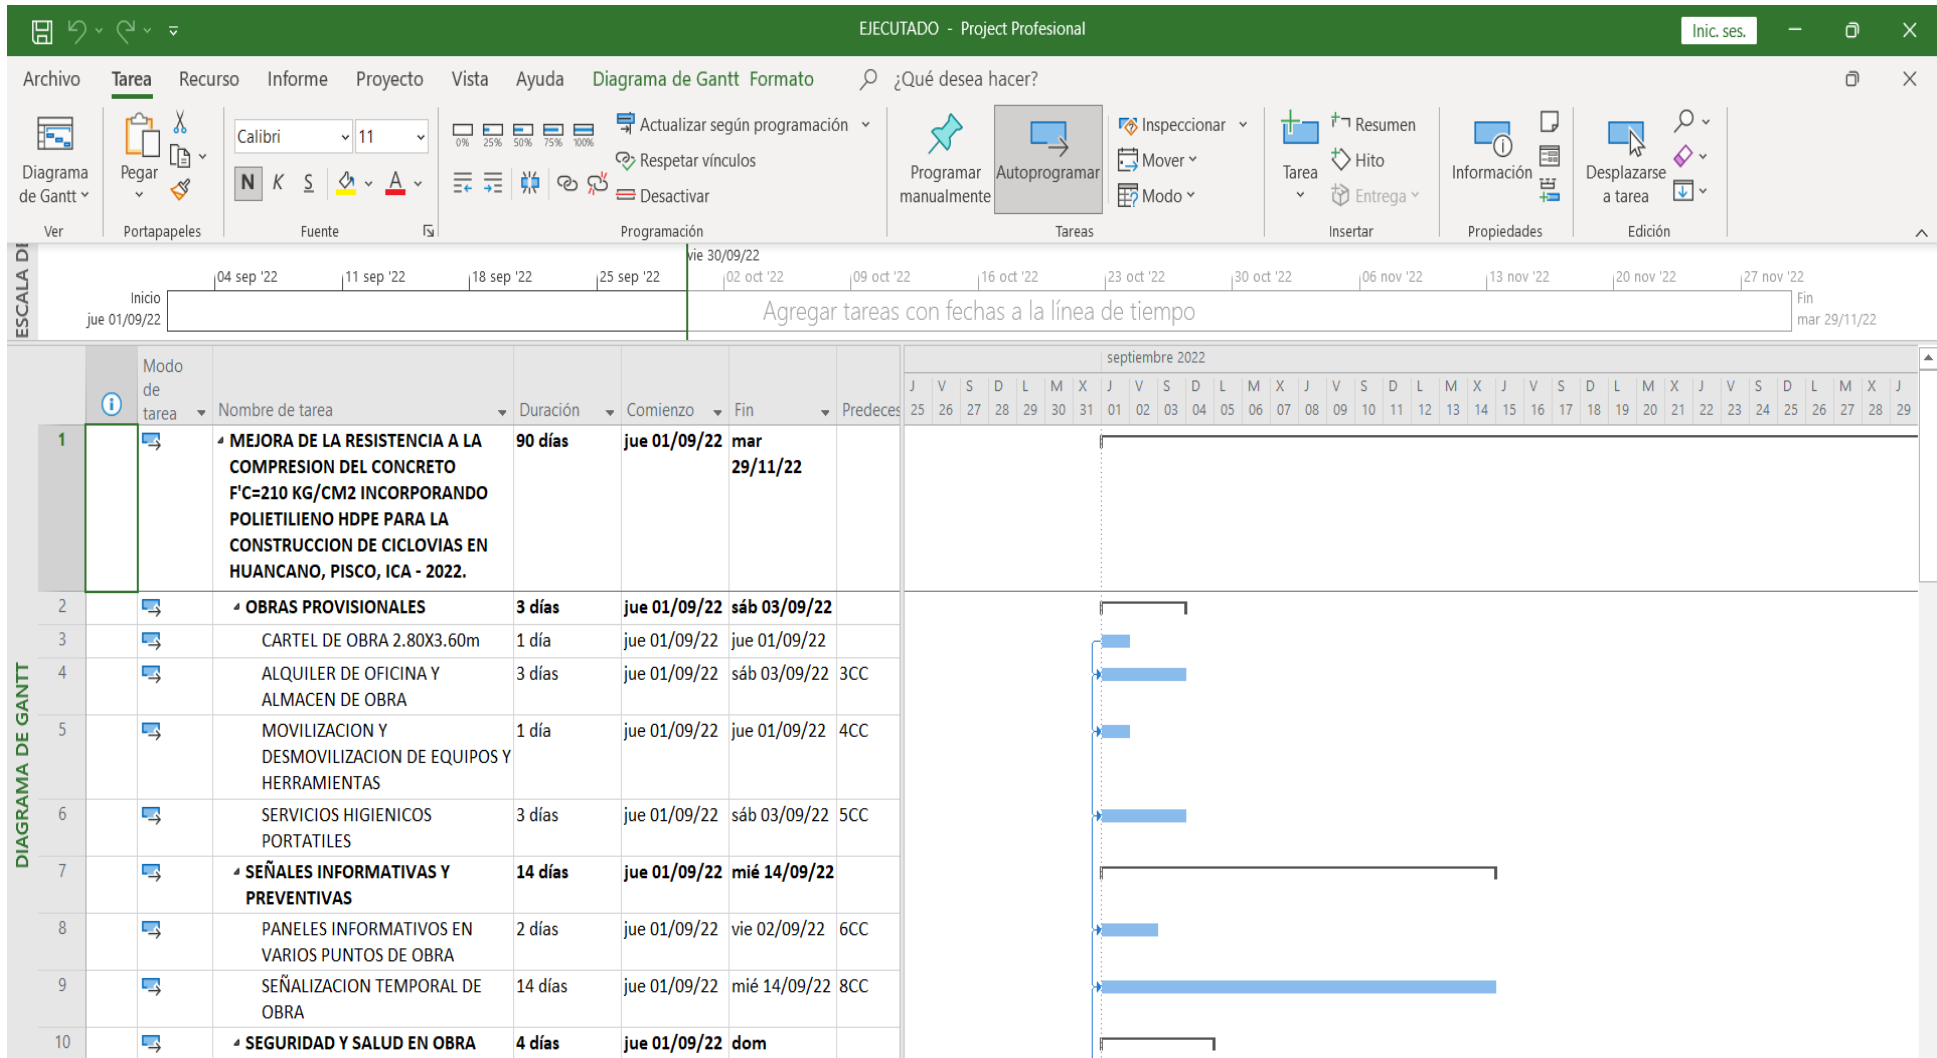 EJECUTADO - Project Profesional
Inic. ses.
Archivo Tarea Recurso Informe Proyecto Vista Ayuda Diagrama de Gantt Formato ¿Qué desea hacer?
Diagrama de Gantt
Ver
Pegar
Portapapeles
Calibri 11
N K S A
Fuente
0% 25% 50% 75% 100%
Actualizar según programación
Respetar vínculos
Desactivar
Programación
Programar manualmente
Autoprogramar
Inspeccionar
Mover
Modo
Tareas
Tarea
Resumen
Hito
Entrega
Insertar
Información
Propiedades
Desplazarse a tarea
Edición
ESCALA DE
vie 30/09/22
04 sep '22 11 sep '22 18 sep '22 25 sep '22 02 oct '22 09 oct '22 16 oct '22 23 oct '22 30 oct '22 06 nov '22 13 nov '22 20 nov '22 27 nov '22
Inicio
jue 01/09/22
Agregar tareas con fechas a la línea de tiempo
Fin
mar 29/11/22
DIAGRAMA DE GANTT
Modo de tarea Nombre de tarea Duración Comienzo Fin Predeces
septiembre 2022
J V S D L M X J V S D L M X J V S D L M X J V S D L M X J V S D L M X J
25 26 27 28 29 30 31 01 02 03 04 05 06 07 08 09 10 11 12 13 14 15 16 17 18 19 20 21 22 23 24 25 26 27 28 29
1 MEJORA DE LA RESISTENCIA A LA 90 días jue 01/09/22 mar
COMPRESION DEL CONCRETO 29/11/22
F'C=210 KG/CM2 INCORPORANDO
POLIETILIENO HDPE PARA LA
CONSTRUCCION DE CICLOVIAS EN
HUANCANO, PISCO, ICA - 2022.
2 OBRAS PROVISIONALES 3 días jue 01/09/22 sáb 03/09/22
3 CARTEL DE OBRA 2.80X3.60m 1 día jue 01/09/22 jue 01/09/22
4 ALQUILER DE OFICINA Y 3 días jue 01/09/22 sáb 03/09/22 3CC
ALMACEN DE OBRA
5 MOVILIZACION Y 1 día jue 01/09/22 jue 01/09/22 4CC
DESMOVILIZACION DE EQUIPOS Y
HERRAMIENTAS
6 SERVICIOS HIGIENICOS 3 días jue 01/09/22 sáb 03/09/22 5CC
PORTATILES
7 SEÑALES INFORMATIVAS Y 14 días jue 01/09/22 mié 14/09/22
PREVENTIVAS
8 PANELES INFORMATIVOS EN 2 días jue 01/09/22 vie 02/09/22 6CC
VARIOS PUNTOS DE OBRA
9 SEÑALIZACION TEMPORAL DE 14 días jue 01/09/22 mié 14/09/22 8CC
OBRA
10 SEGURIDAD Y SALUD EN OBRA 4 días jue 01/09/22 dom